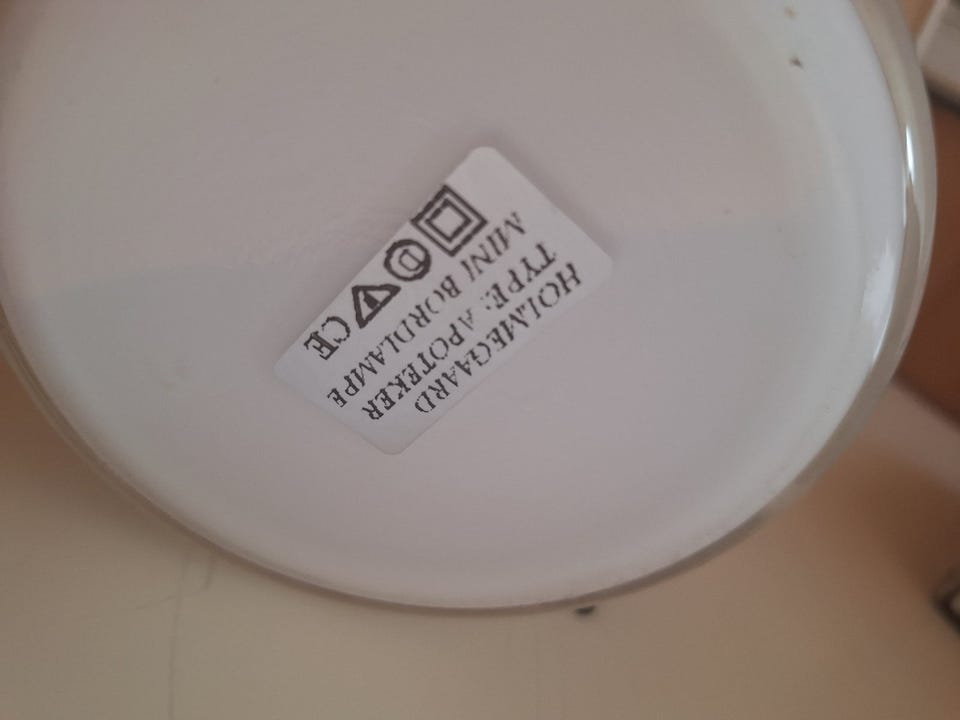 HOLMEGAARD
TYPE: APOTEKER
MINI BORDLAMPE
CE